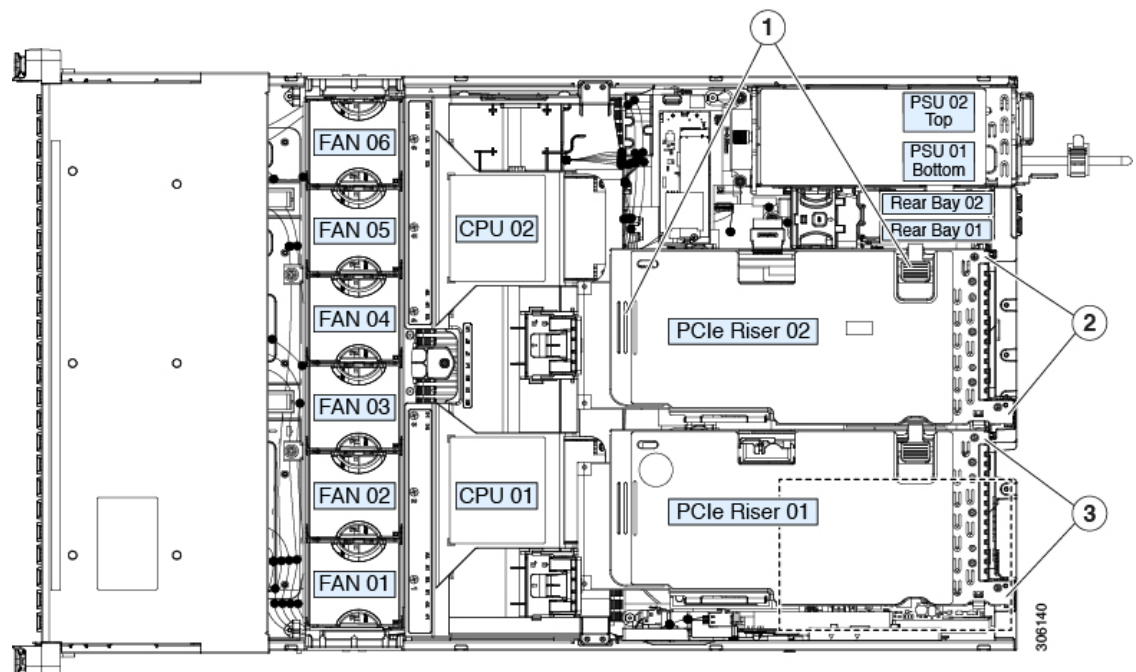 1
PSU 02
Top
PSU 01
Bottom
FAN 06
Rear Bay 02
FAN 05
CPU 02
Rear Bay 01
FAN 04
PCIe Riser 02
2
FAN 03
FAN 02
CPU 01
PCIe Riser 01
3
FAN 01
306140